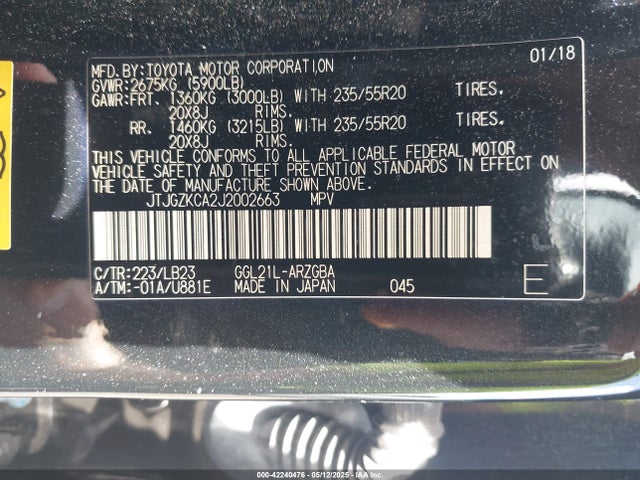 01/18
MFD.BY:TOYOTA MOTOR CORPORATION
GVWR:2675KG (5900LB)
GAWR:FRT. 1360KG (3000LB) WITH 235/55R20 TIRES.
20X8J RIMS.
RR. 1460KG (3215LB) WITH 235/55R20 TIRES.
20X8J RIMS.
THIS VEHICLE CONFORMS TO ALL APPLICABLE FEDERAL MOTOR
VEHICLE SAFETY AND THEFT PREVENTION STANDARDS IN EFFECT ON
THE DATE OF MANUFACTURE SHOWN ABOVE.
JTJGZKCA2J2002663 MPV
C/TR:223/LB23 GGL21L-ARZGBA
A/TM:-01A/U881E MADE IN JAPAN 045 E
000-42240476 - 05/12/2025 - IAAI.COM